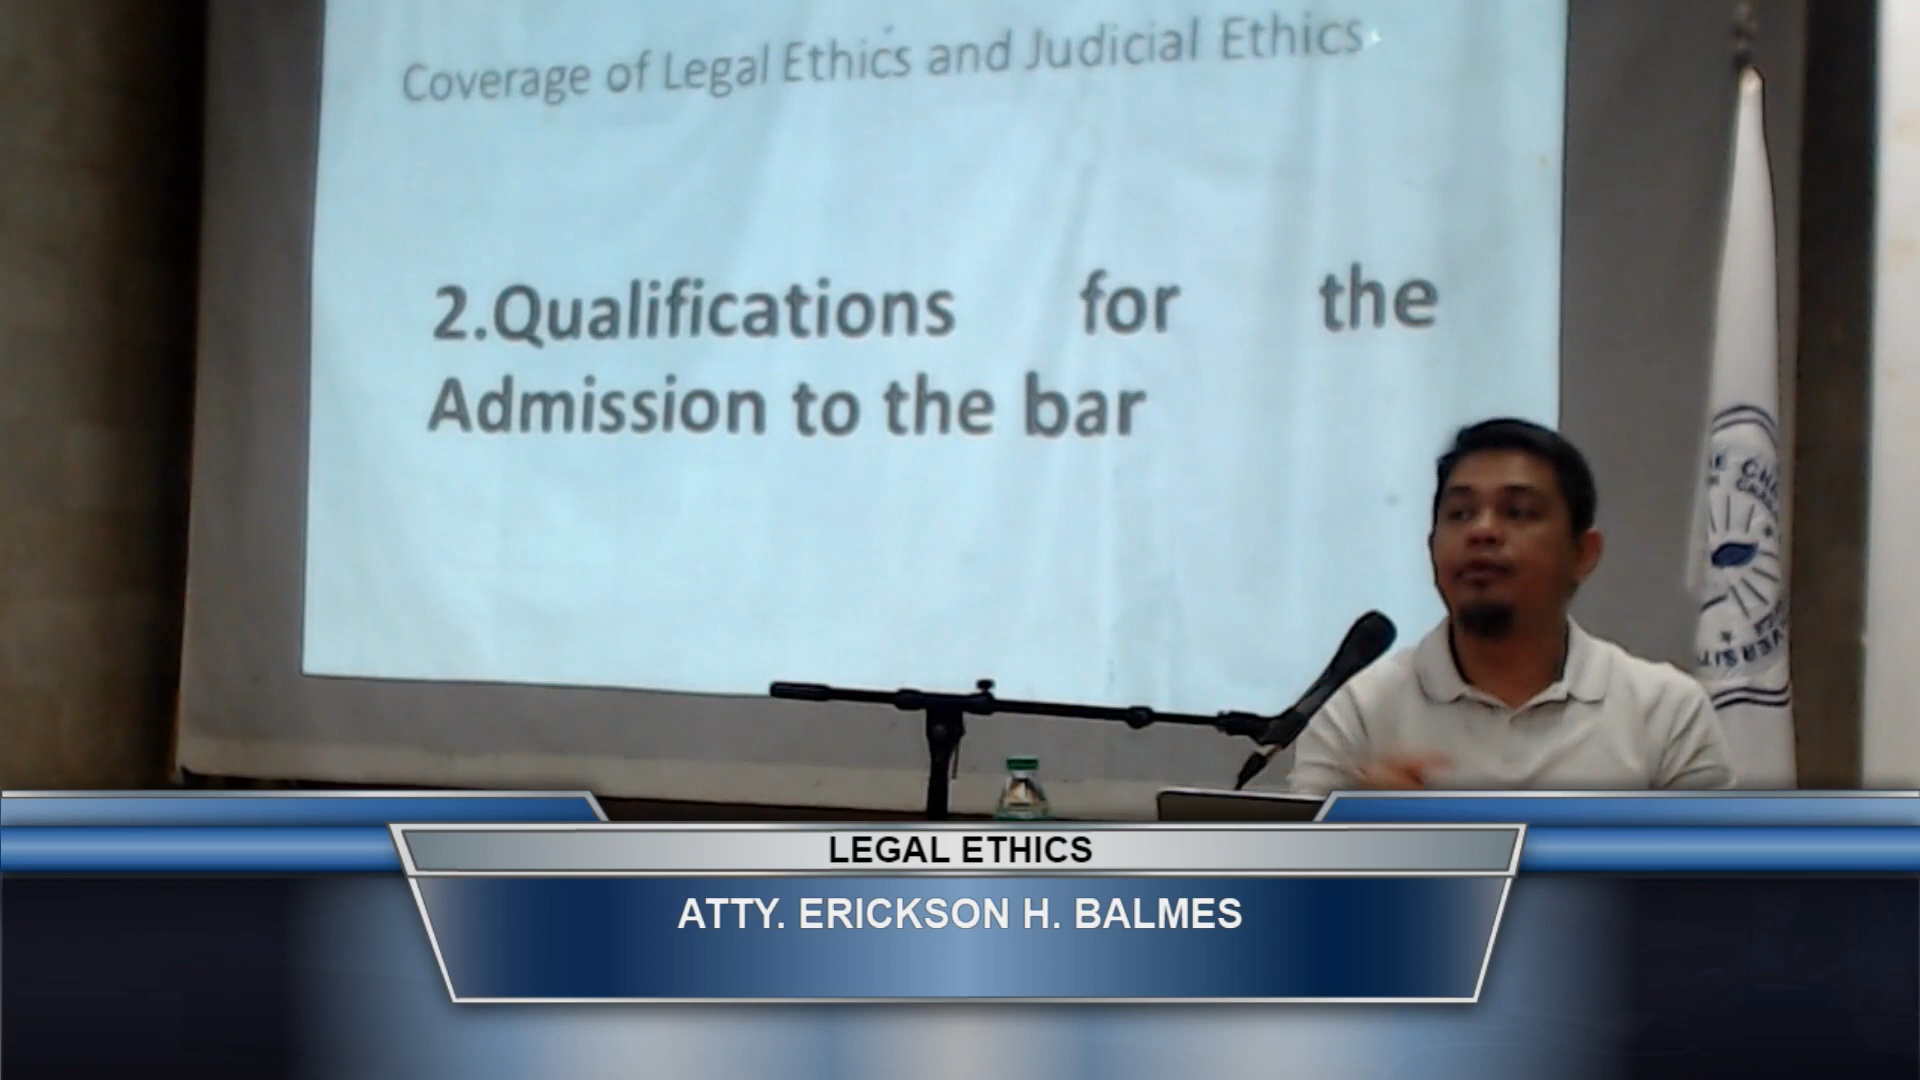 Coverage of Legal Ethics and Judicial Ethics
2.Qualifications for the
Admission to the bar
LEGAL ETHICS
ATTY. ERICKSON H. BALMES